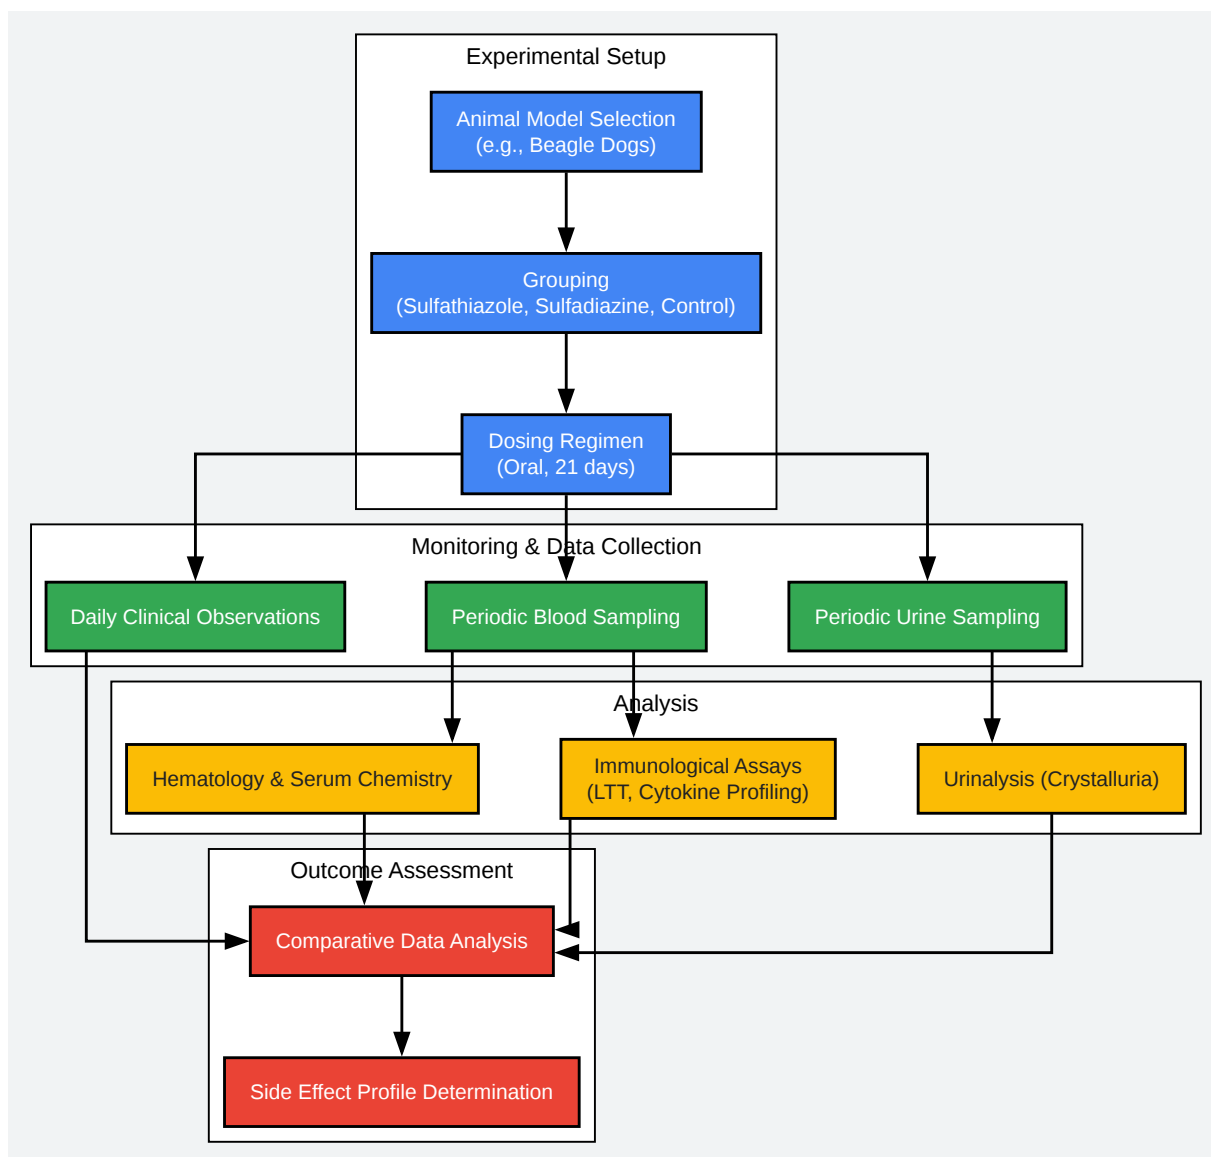 Experimental Setup
Animal Model Selection
(e.g., Beagle Dogs)
Grouping
(Sulfathiazole, Sulfadiazine, Control)
Dosing Regimen
(Oral, 21 days)
Monitoring & Data Collection
Daily Clinical Observations
Periodic Blood Sampling
Periodic Urine Sampling
Analysis
Hematology & Serum Chemistry
Immunological Assays
(LTT, Cytokine Profiling)
Urinalysis (Crystalluria)
Outcome Assessment
Comparative Data Analysis
Side Effect Profile Determination